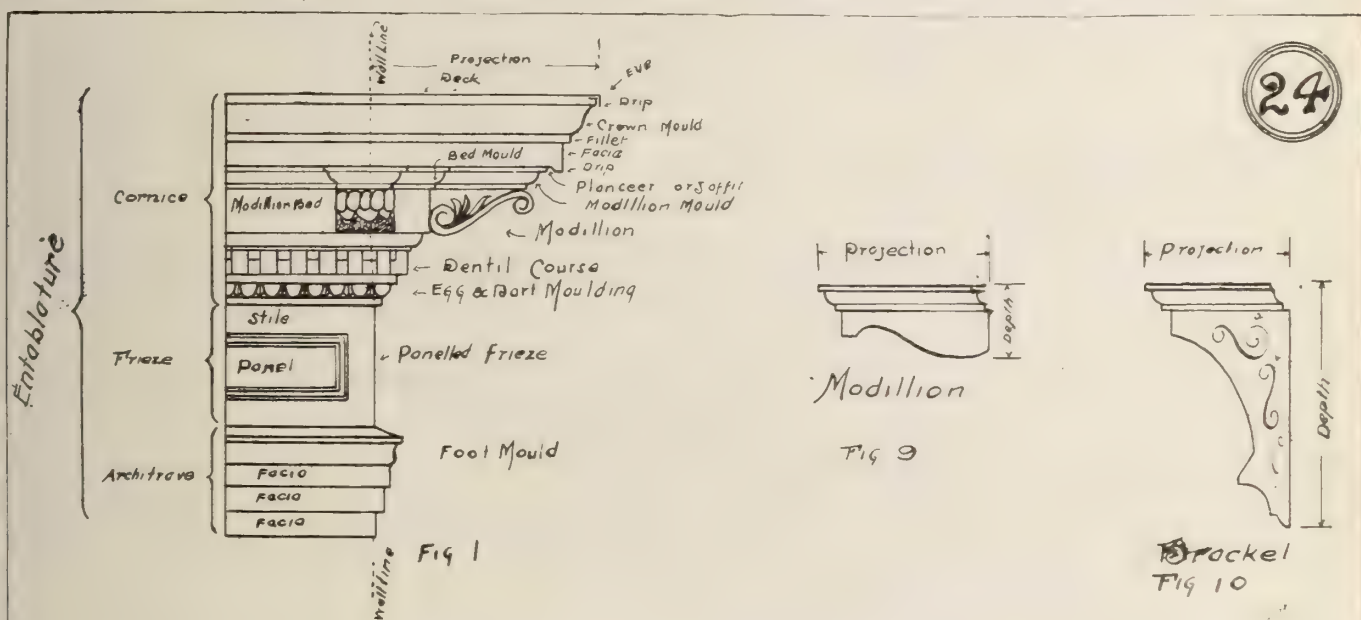 24
Wall Line
Projection
Deck
Eve
Drip
Crown Mould
Fillet
Facia
Drip
Bed Mould
Planceer or Soffit
Modillion Mould
Modillion Bed
Modillion
Dentil Course
Egg & Dart Moulding
Cornice
Entablature
Stile
Frieze
Panel
Panelled Frieze
Foot Mould
Architrave
Facia
Facia
Facia
Wall Line
Fig 1
Projection
Depth
Modillion
Fig 9
Projection
Depth
Bracket
Fig 10